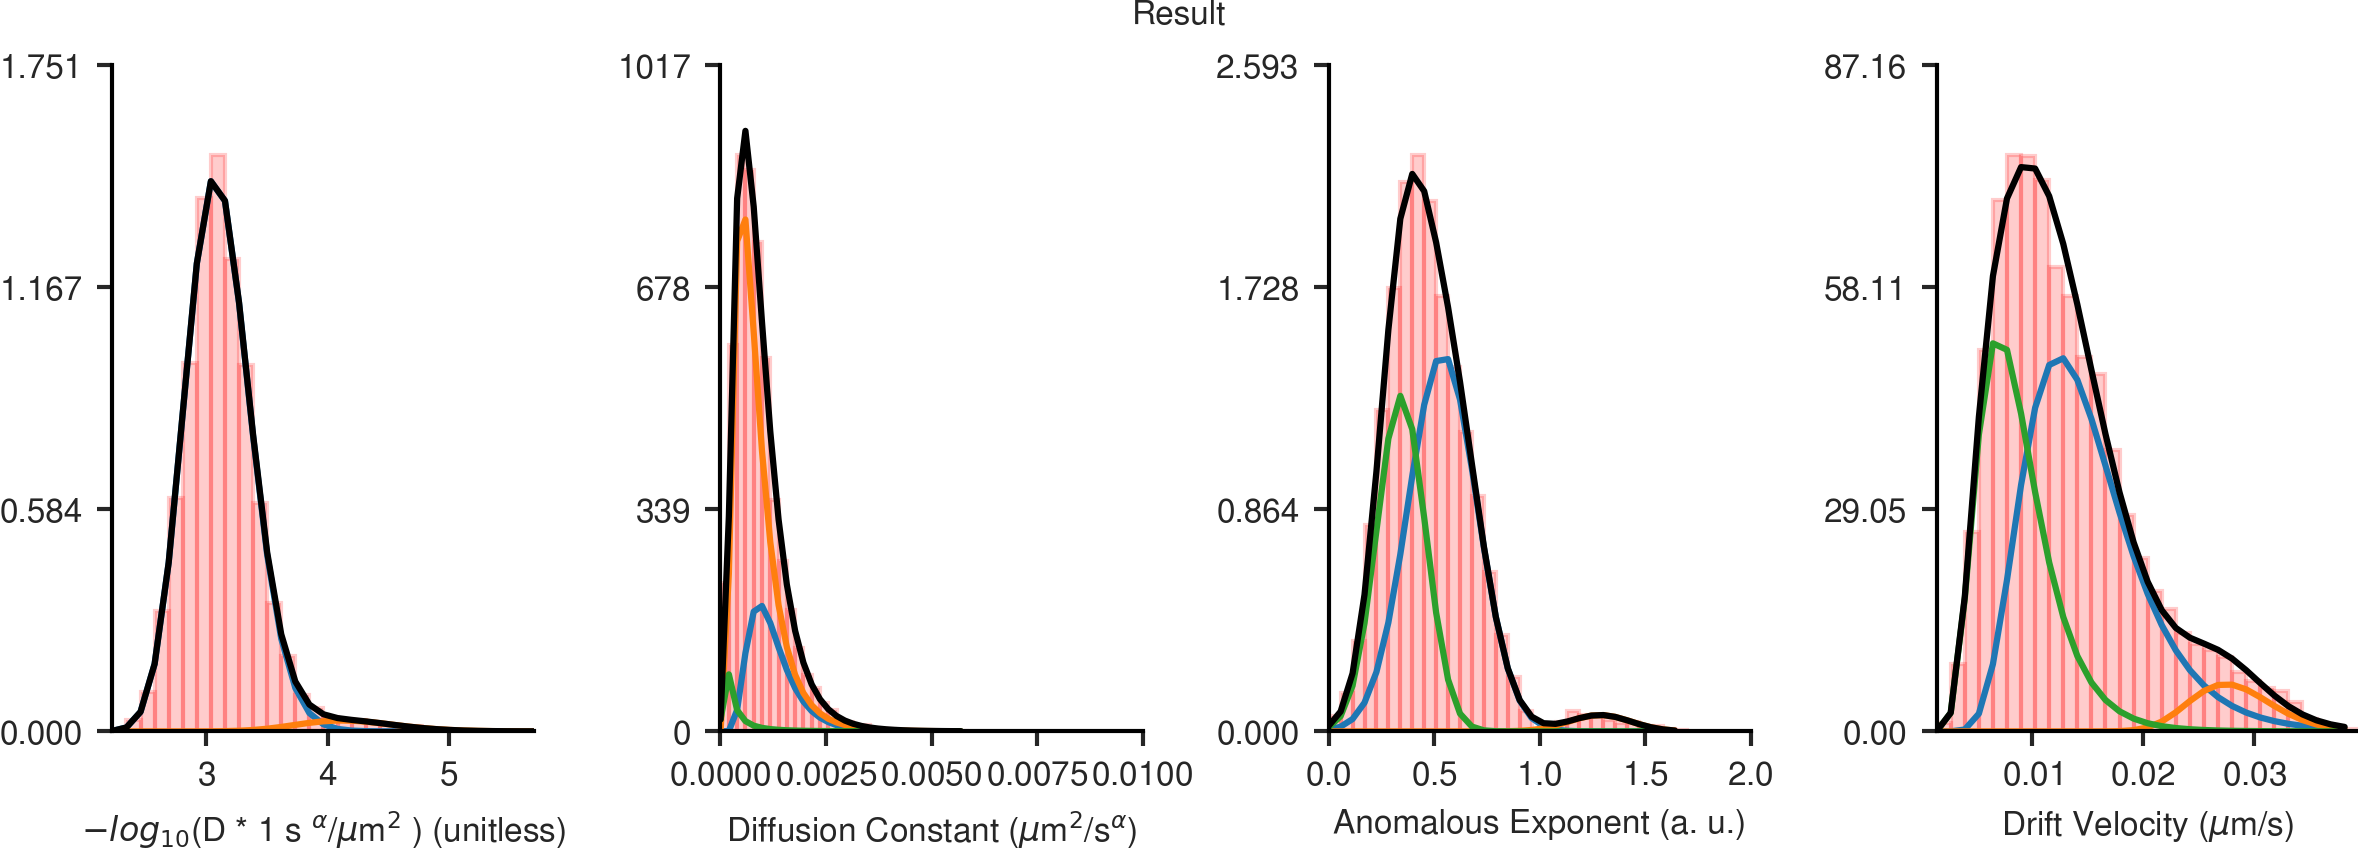 Result
1.751
1.167
0.584
0.000
3 4 5
−log10(D * 1 s α/μm2 ) (unitless)
1017
678
339
0
0.0000 0.0025 0.0050 0.0075 0.0100
Diffusion Constant (μm2/sα)
2.593
1.728
0.864
0.000
0.0 0.5 1.0 1.5 2.0
Anomalous Exponent (a. u.)
87.16
58.11
29.05
0.00
0.01 0.02 0.03
Drift Velocity (μm/s)